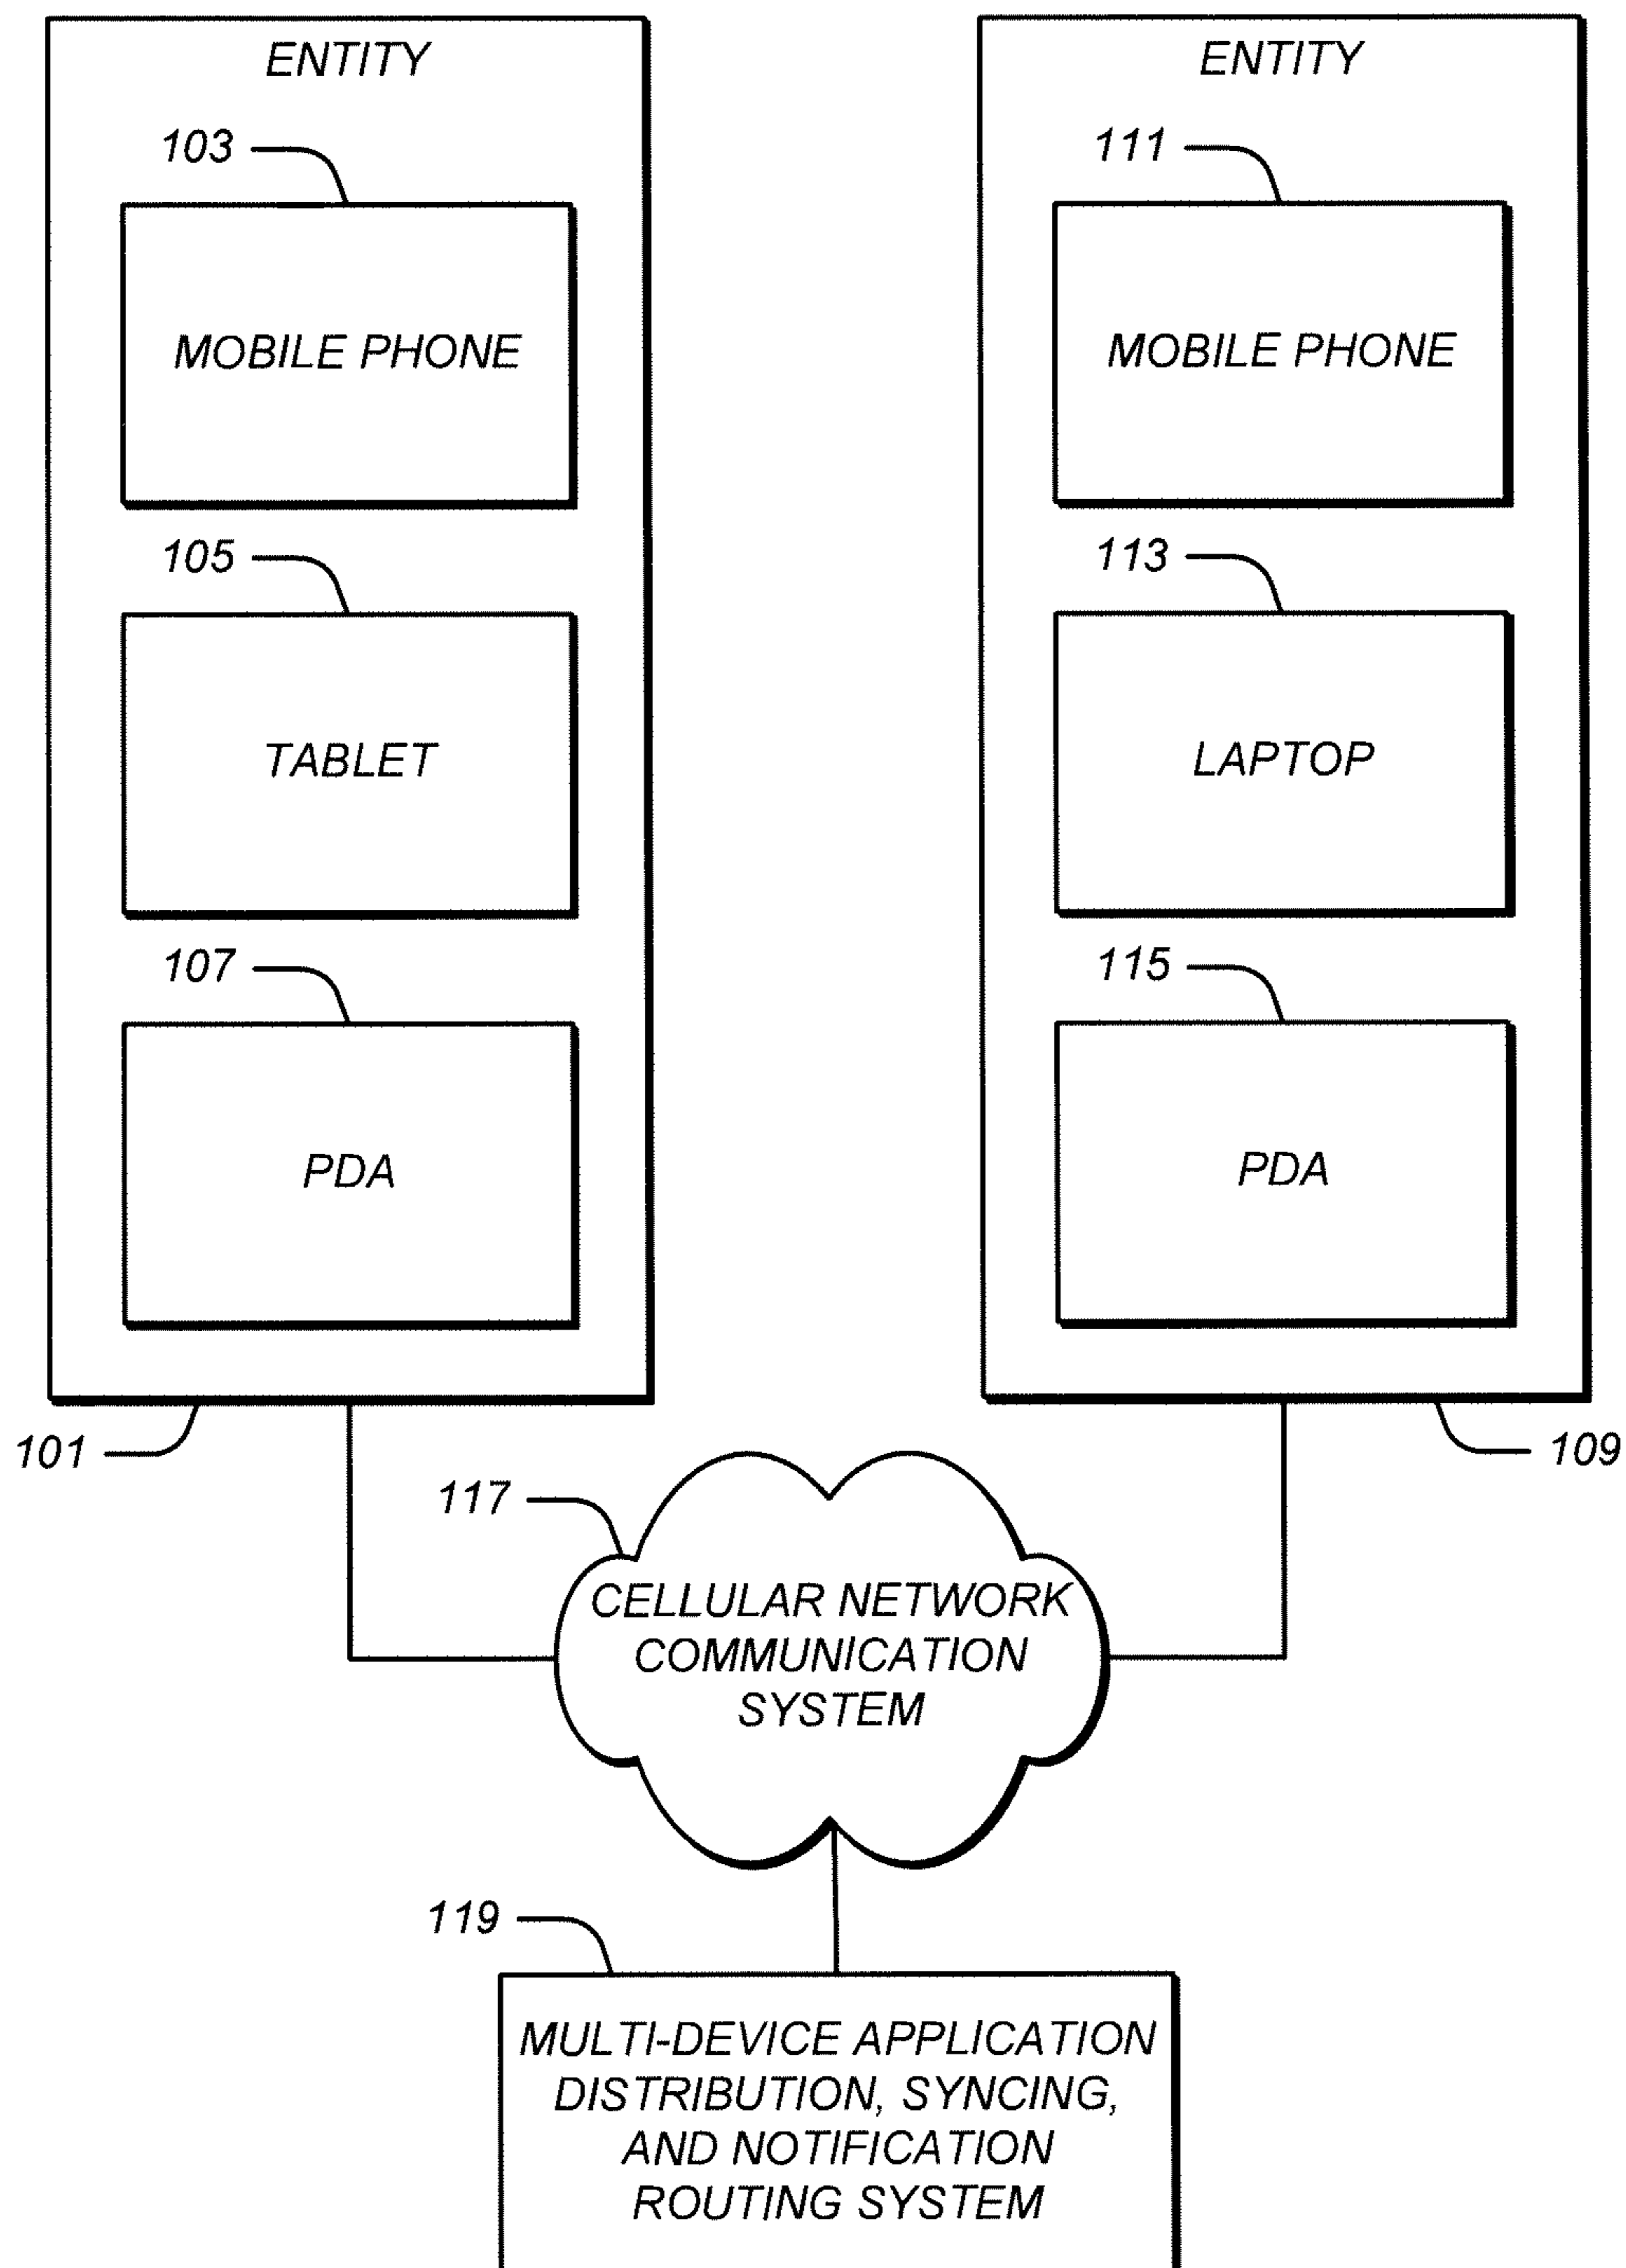 ENTITY
103
MOBILE PHONE
105
TABLET
107
PDA
101
ENTITY
111
MOBILE PHONE
113
LAPTOP
115
PDA
109
117
CELLULAR NETWORK
COMMUNICATION
SYSTEM
119
MULTI-DEVICE APPLICATION
DISTRIBUTION, SYNCING,
AND NOTIFICATION
ROUTING SYSTEM